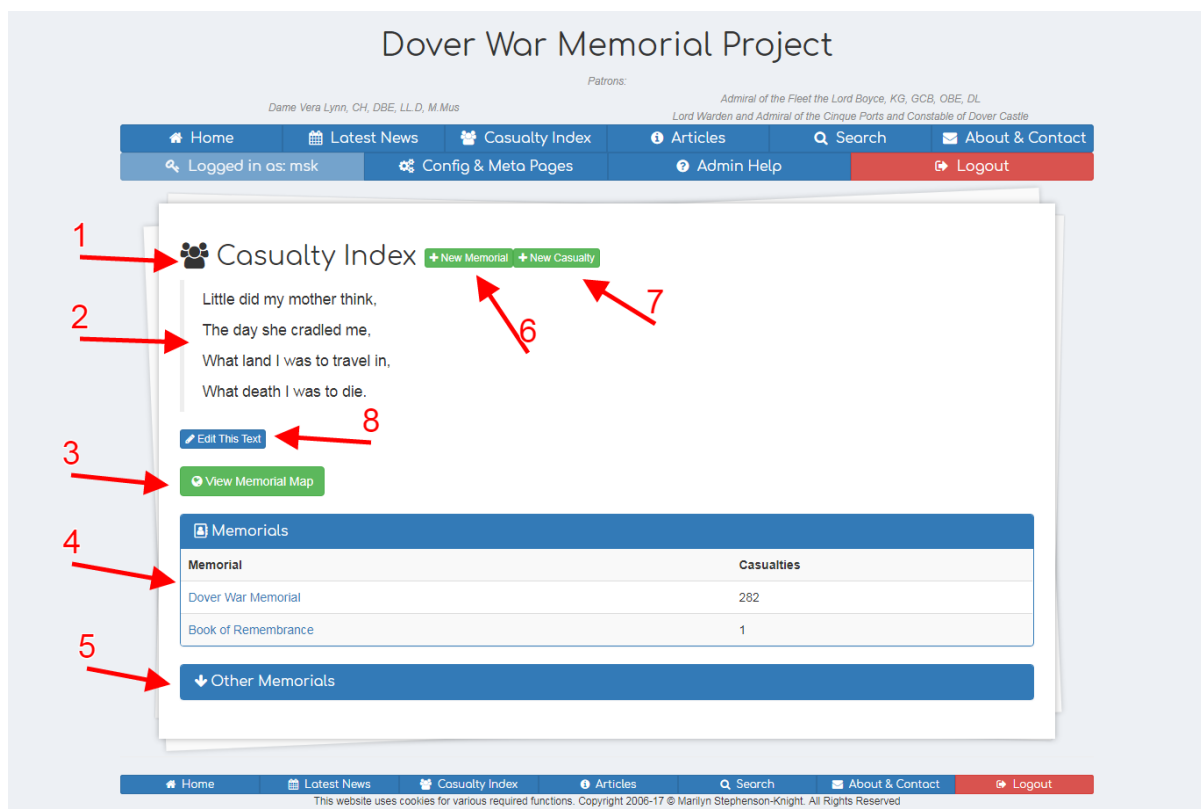 Dover War Memorial Project
Patrons:
Dame Vera Lynn, CH, DBE, LL.D, M.Mus
Admiral of the Fleet the Lord Boyce, KG, GCB, OBE, DL
Lord Warden and Admiral of the Cinque Ports and Constable of Dover Castle
Home Latest News Casualty Index Articles Search About & Contact
Logged in as: msk Config & Meta Pages Admin Help Logout
1
Casualty Index New Memorial New Casualty
7
6
2
Little did my mother think,
The day she cradled me,
What land I was to travel in,
What death I was to die.
8
Edit This Text
3
View Memorial Map
Memorials
4
Memorial Casualties
Dover War Memorial 282
Book of Remembrance 1
5
Other Memorials
Home Latest News Casualty Index Articles Search About & Contact Logout
This website uses cookies for various required functions. Copyright 2006-17 © Marilyn Stephenson-Knight. All Rights Reserved